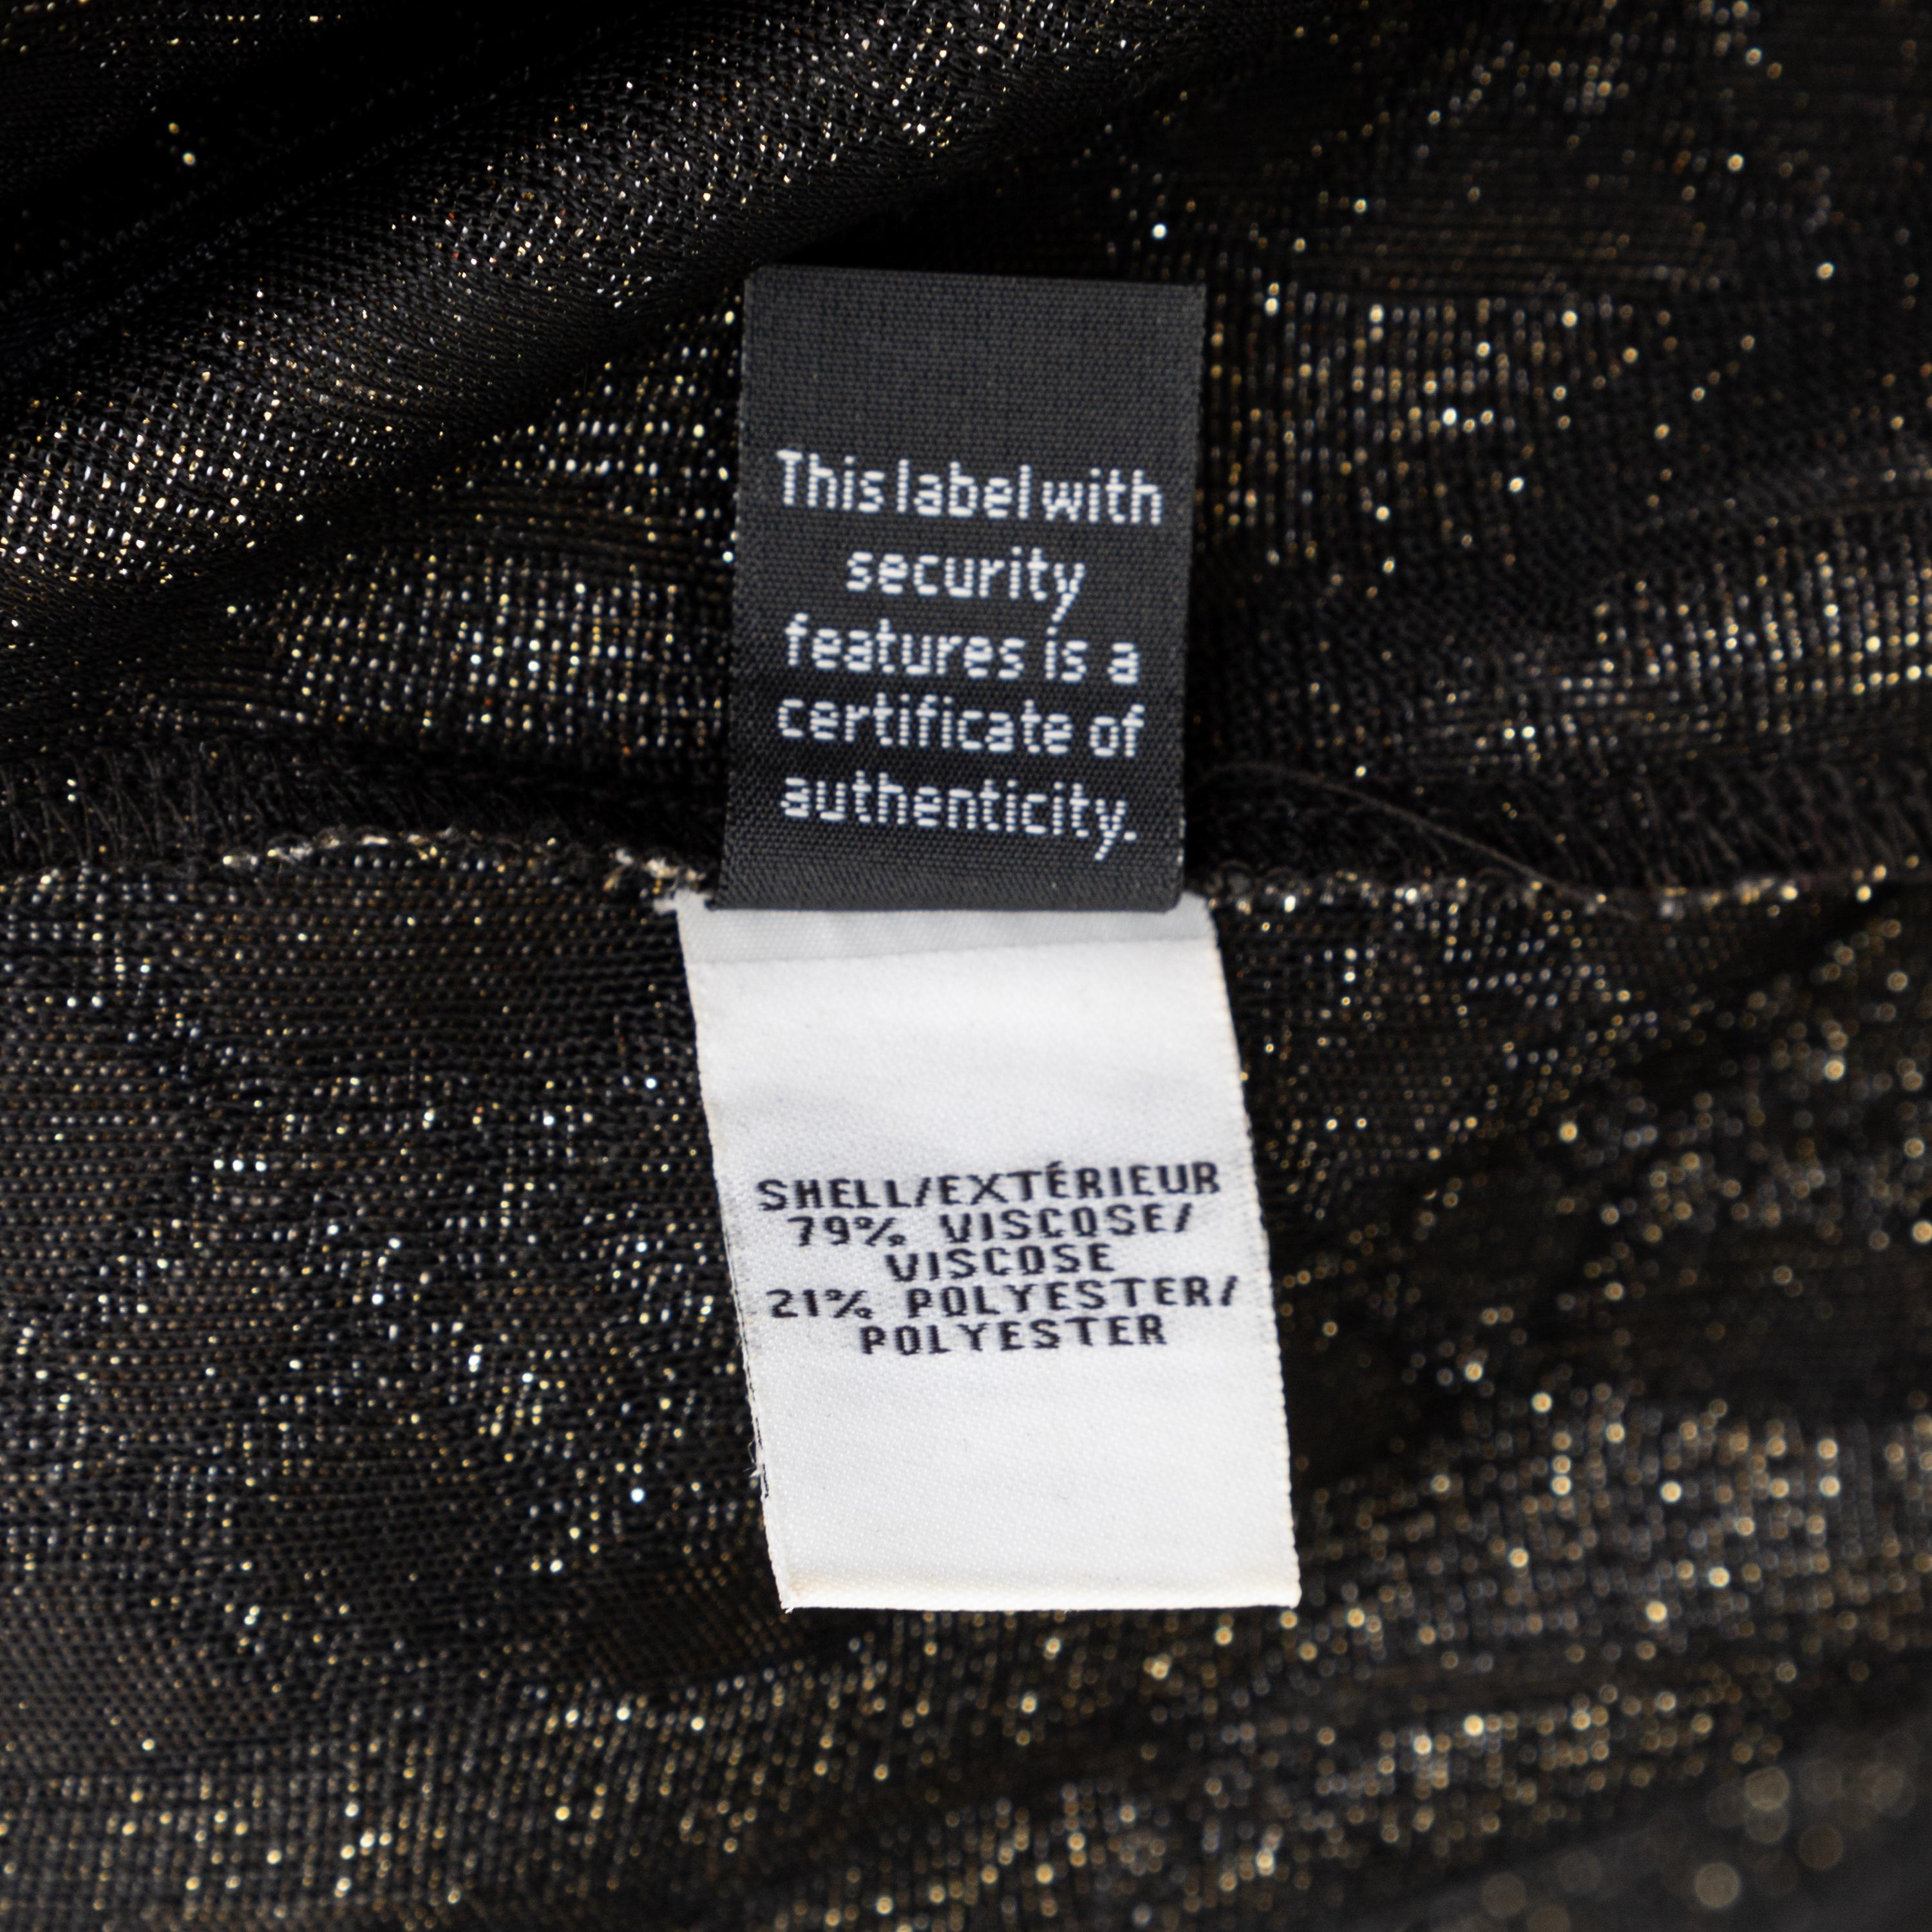 This label with
security
features is a
certificate of
authenticity.
SHELL/EXTÉRIEUR
79% VISCOSE/
VISCOSE
21% POLYESTER/
POLYESTER